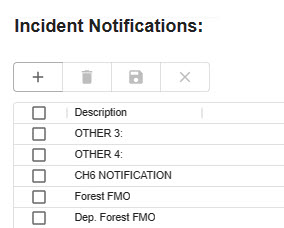 Incident Notifications:
Description
OTHER 3:
OTHER 4:
CH6 NOTIFICATION
Forest FMO
Dep. Forest FMO